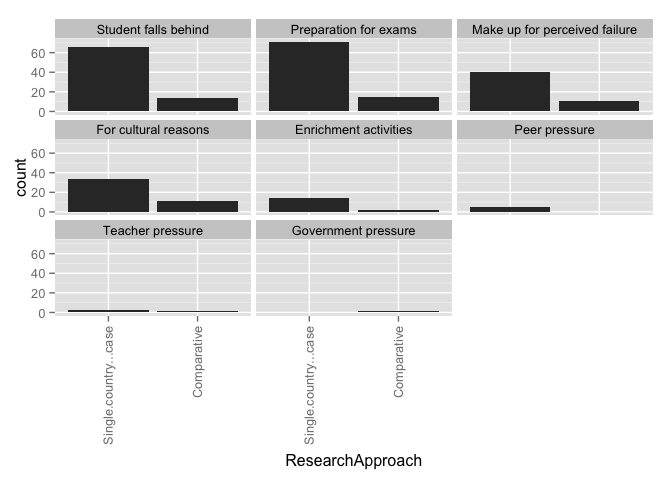 Student falls behind
Preparation for exams
Make up for perceived failure
60
40
20
0
For cultural reasons
Enrichment activities
Peer pressure
60
40
20
0
Teacher pressure
Government pressure
60
40
20
0
count
Single.country...case
Comparative
Single.country...case
Comparative
ResearchApproach